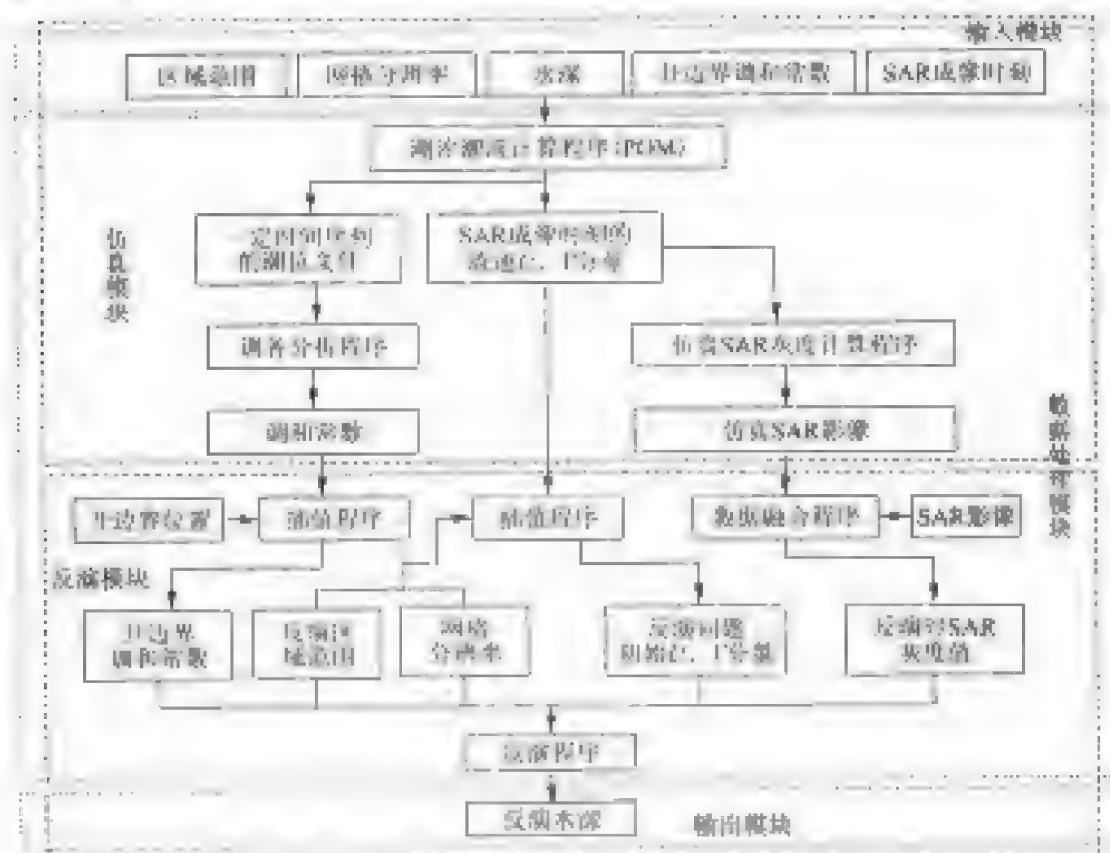 输入模块
区域范围
网格分辨率
水深
开边界调和常数
SAR成像时刻
潮汐潮流计算程序(POM)
仿真模块
一定时间序列
的潮位文件
SAR成像时刻的
流速U、V分量
调和分析程序
仿真SAR灰度计算程序
调和常数
仿真SAR影像
数据管理模块
开边界位置
插值程序
插值程序
数据融合程序
SAR影像
反演模块
开边界
调和常数
反演区
域范围
网格
分辨率
反演问题
初始U、V分量
反演的SAR
灰度值
反演程序
反演水深
输出模块